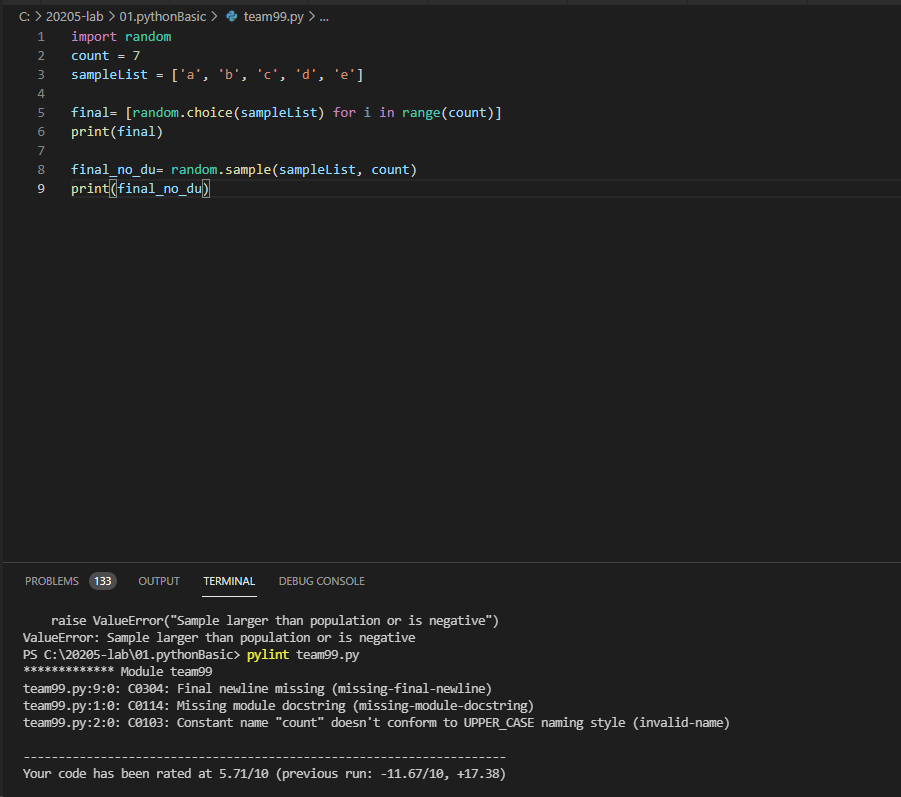 C: > 20205-lab > 01.pythonBasic > team99.py > ...
1 import random
2 count = 7
3 sampleList = ['a', 'b', 'c', 'd', 'e']
4
5 final= [random.choice(sampleList) for i in range(count)]
6 print(final)
7
8 final_no_du= random.sample(sampleList, count)
9 print(final_no_du)
PROBLEMS 133 OUTPUT TERMINAL DEBUG CONSOLE
raise ValueError("Sample larger than population or is negative")
ValueError: Sample larger than population or is negative
PS C:\20205-lab\01.pythonBasic> pylint team99.py
************* Module team99
team99.py:9:0: C0304: Final newline missing (missing-final-newline)
team99.py:1:0: C0114: Missing module docstring (missing-module-docstring)
team99.py:2:0: C0103: Constant name "count" doesn't conform to UPPER_CASE naming style (invalid-name)
---------------------------------------------------------------------
Your code has been rated at 5.71/10 (previous run: -11.67/10, +17.38)